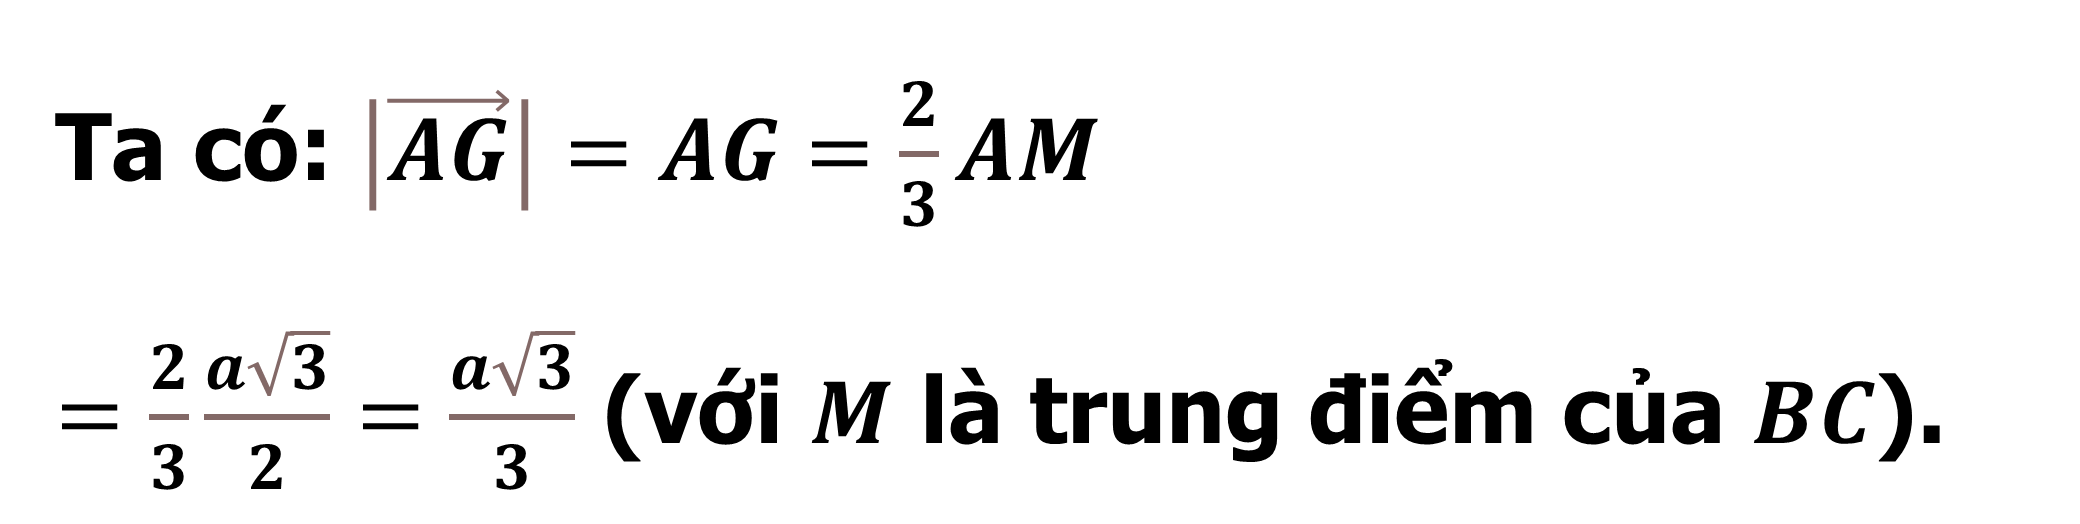 Ta có: $|\overrightarrow{AG}| = AG = \frac{2}{3} AM$
$= \frac{2}{3} \frac{a\sqrt{3}}{2} = \frac{a\sqrt{3}}{3}$ (với $M$ là trung điểm của $BC$).